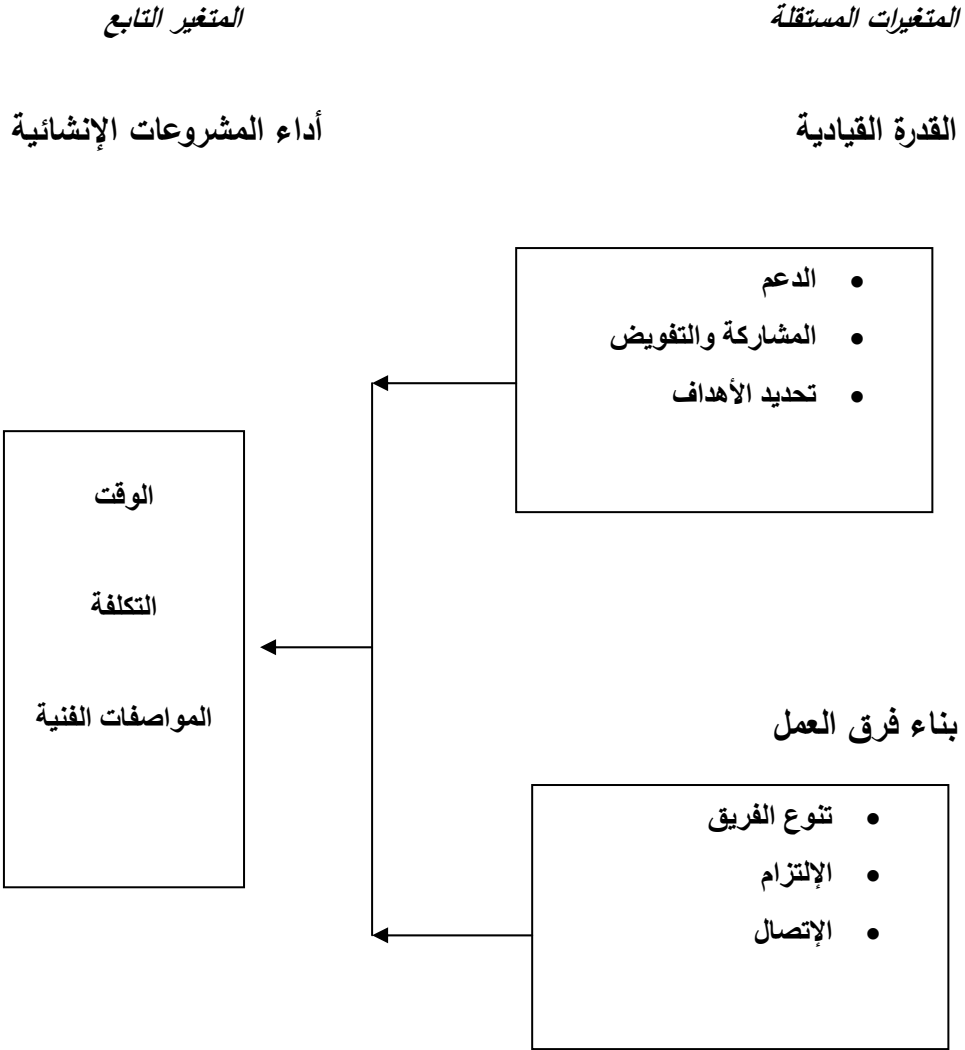 المتغيرات المستقلة
المتغير التابع
القدرة القيادية
أداء المشروعات الإنشائية
• الدعم
• المشاركة والتفويض
• تحديد الأهداف
الوقت
التكلفة
المواصفات الفنية
بناء فرق العمل
• تنوع الفريق
• الإلتزام
• الإتصال